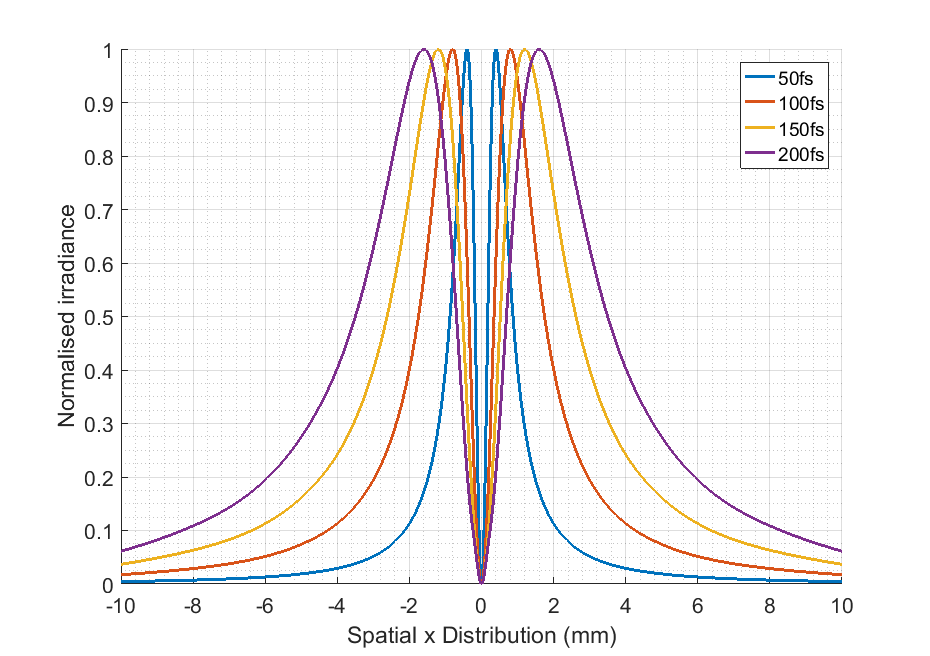 1
0.9
0.8
0.7
0.6
0.5
0.4
0.3
0.2
0.1
0
Normalised irradiance
50fs
100fs
150fs
200fs
-10 -8 -6 -4 -2 0 2 4 6 8 10
Spatial x Distribution (mm)